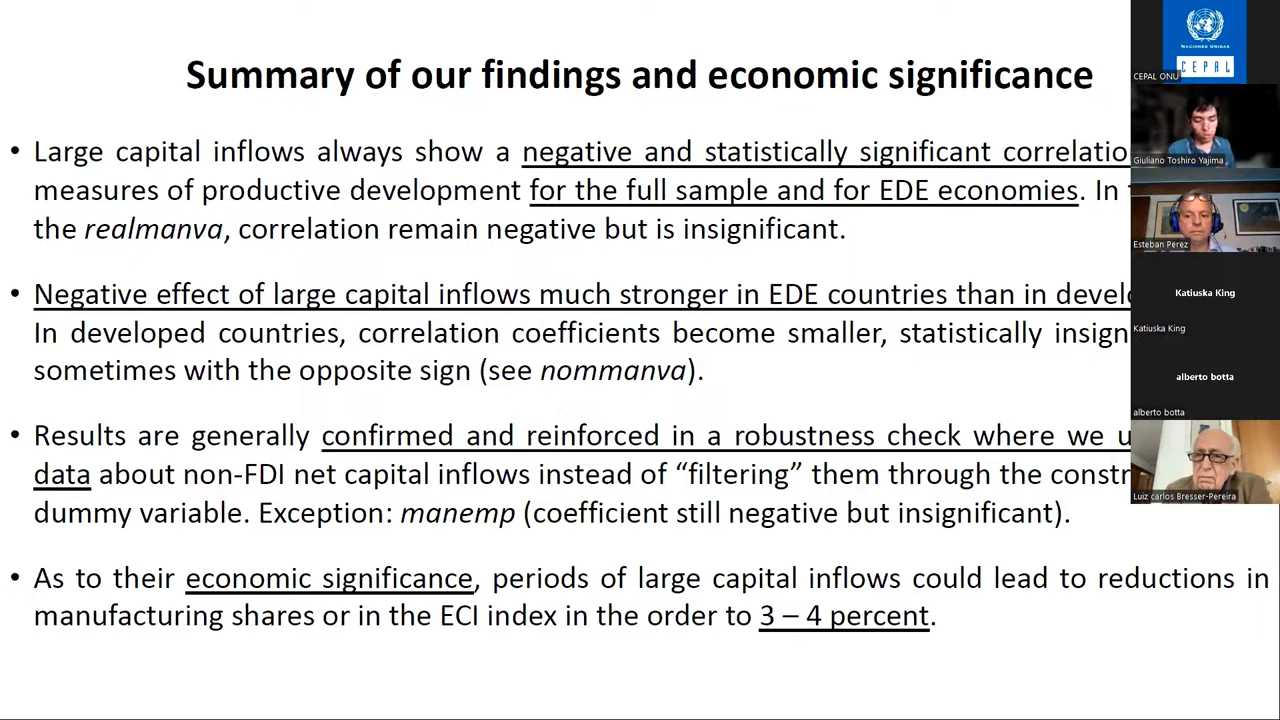 Summary of our findings and economic significance
• Large capital inflows always show a negative and statistically significant
measures of productive development for the full sample and for EDE economies. In
the realmanva, correlation remain negative but is insignificant.
• Negative effect of large capital inflows much stronger in EDE countries than in
In developed countries, correlation coefficients become smaller, statistically
sometimes with the opposite sign (see nommanva).
• Results are generally confirmed and reinforced in a robustness check where we
data about non-FDI net capital inflows instead of “filtering” them through the
dummy variable. Exception: manemp (coefficient still negative but insignificant).
• As to their economic significance, periods of large capital inflows could lead to reductions in
manufacturing shares or in the ECI index in the order to 3 – 4 percent.
NACIONES UNIDAS
CEPAL
CEPAL ONU
Giuliano Toshiro Yajima
Esteban Perez
Katiuska King
Katiuska King
alberto botta
alberto botta
Luiz carlos Bresser-Pereira